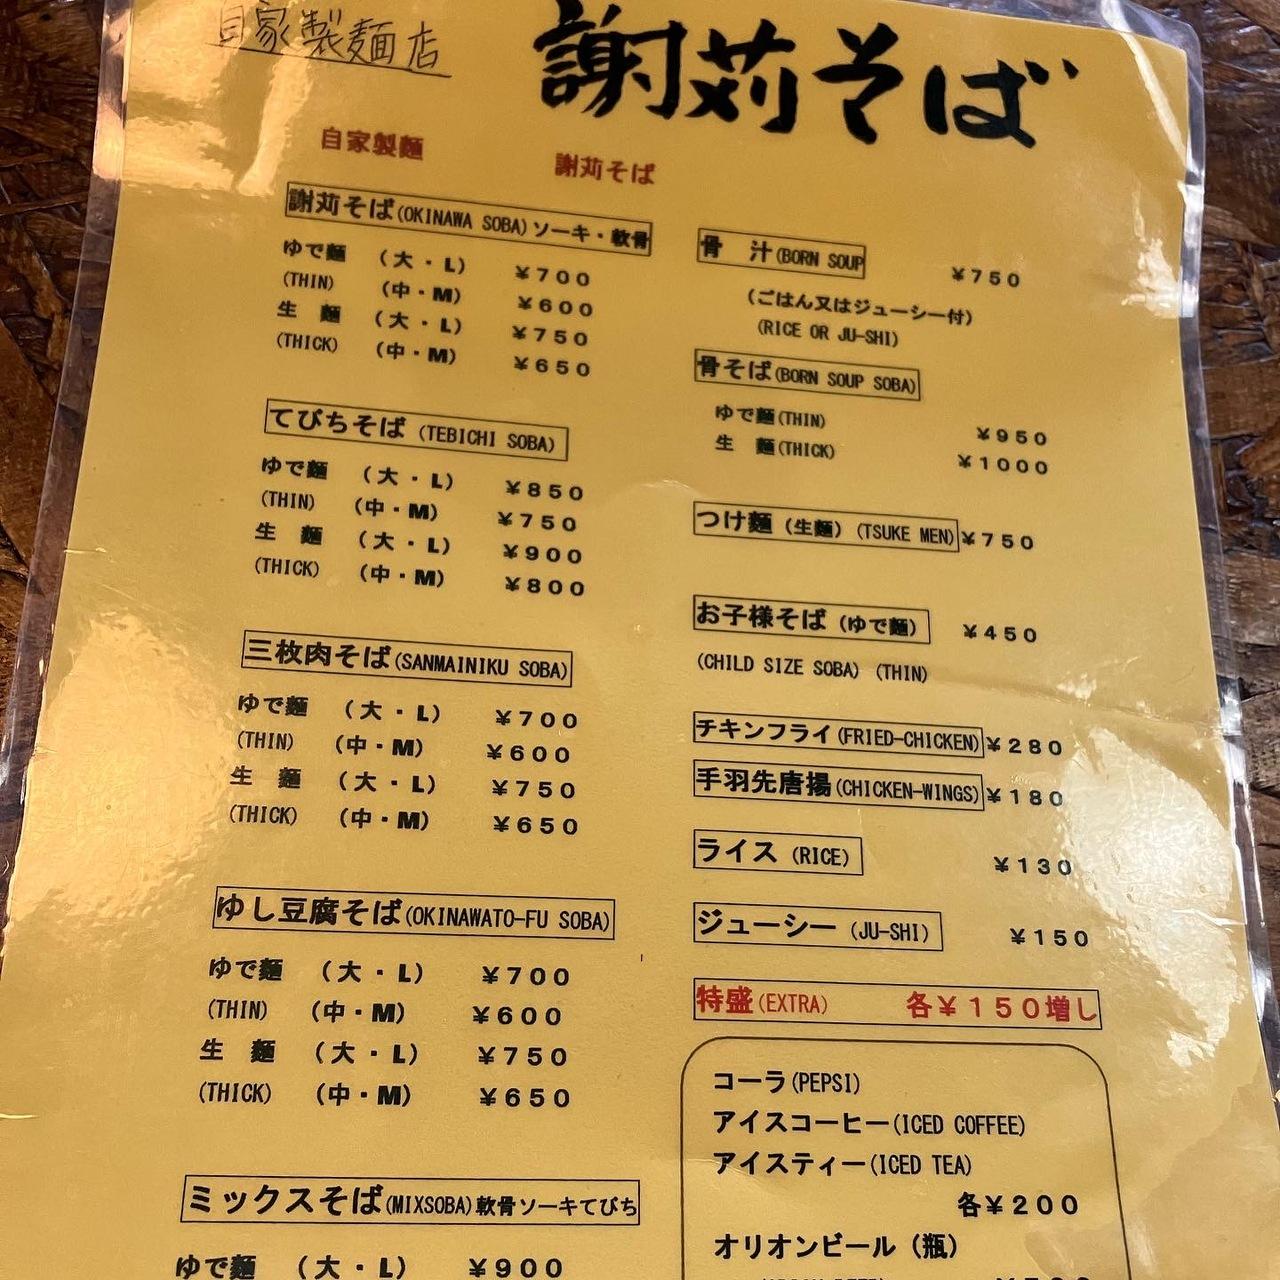 自家製麺店
謝苅そば
自家製麺
謝苅そば
謝苅そば(OKINAWA SOBA)ソーキ・軟骨
ゆで麺 (大・L) ¥700
(THIN) (中・M) ¥600
生 麺 (大・L) ¥750
(THICK) (中・M) ¥650
てびちそば (TEBICHI SOBA)
ゆで麺 (大・L) ¥850
(THIN) (中・M) ¥750
生 麺 (大・L) ¥900
(THICK) (中・M) ¥800
三枚肉そば(SANMAINIKU SOBA)
ゆで麺 (大・L) ¥700
(THIN) (中・M) ¥600
生 麺 (大・L) ¥750
(THICK) (中・M) ¥650
ゆし豆腐そば(OKINAWATO-FU SOBA)
ゆで麺 (大・L) ¥700
(THIN) (中・M) ¥600
生 麺 (大・L) ¥750
(THICK) (中・M) ¥650
ミックスそば(MIXSOBA)軟骨ソーキてびち
ゆで麺 (大・L) ¥900
骨 汁(BORN SOUP ¥750
(ごはん又はジューシー付)
(RICE OR JU-SHI)
骨そば(BORN SOUP SOBA)
ゆで麺(THIN) ¥950
生 麺(THICK) ¥1000
つけ麺 (生麺) (TSUKE MEN) ¥750
お子様そば (ゆで麺) ¥450
(CHILD SIZE SOBA) (THIN)
チキンフライ(FRIED-CHICKEN) ¥280
手羽先唐揚(CHICKEN-WINGS) ¥180
ライス (RICE) ¥130
ジューシー (JU-SHI) ¥150
特盛(EXTRA) 各¥150増し
コーラ(PEPSI)
アイスコーヒー(ICED COFFEE)
アイスティー(ICED TEA)
各¥200
オリオンビール (瓶)